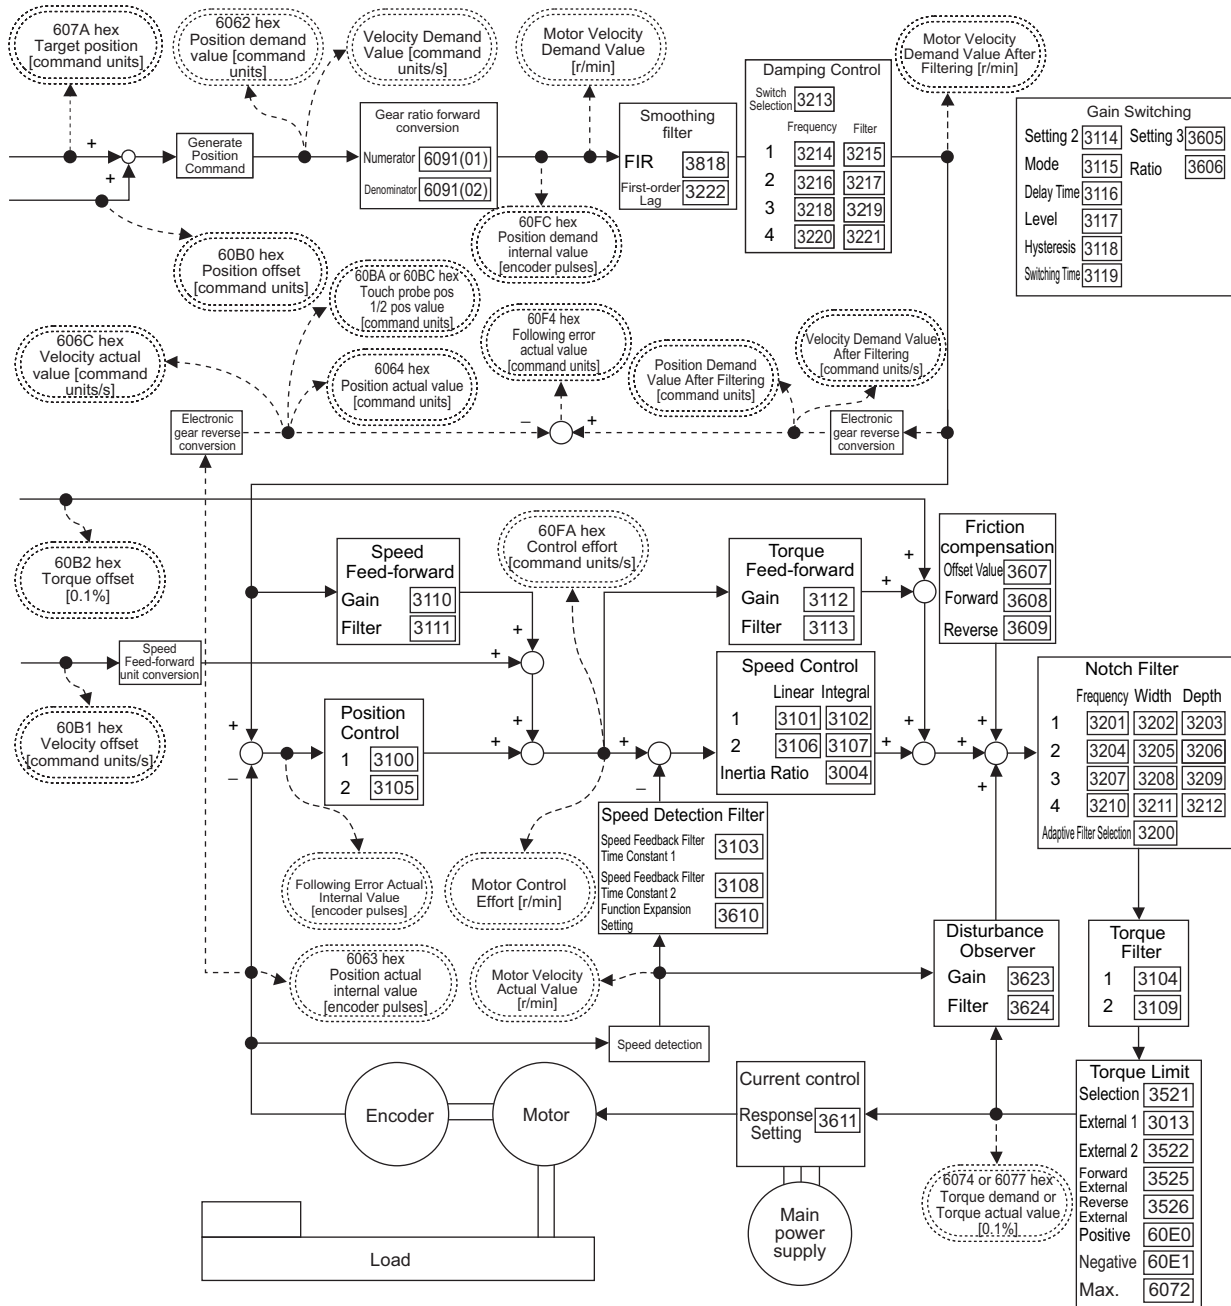 607A hex
Target position
[command units]
6062 hex
Position demand
value [command
units]
Velocity Demand
Value [command
units/s]
Motor Velocity
Demand Value
[r/min]
Motor Velocity
Demand Value After
Filtering [r/min]
Damping Control
Switch
Selection
3213
Frequency Filter
1 3214 3215
2 3216 3217
3 3218 3219
4 3220 3221
Gain Switching
Setting 2 3114 Setting 3 3605
Mode 3115 Ratio 3606
Delay Time 3116
Level 3117
Hysteresis 3118
Switching Time 3119
Gear ratio forward
conversion
Numerator 6091(01)
Denominator 6091(02)
Smoothing
filter
FIR 3818
First-order
Lag
3222
Generate
Position
Command
+
+
60B0 hex
Position offset
[command units]
60FC hex
Position demand
internal value
[encoder pulses]
60BA or 60BC hex
Touch probe pos
1/2 pos value
[command units]
606C hex
Velocity actual
value [command
units/s]
6064 hex
Position actual value
[command units]
60F4 hex
Following error
actual value
[command units]
Position Demand
Value After Filtering
[command units]
Velocity Demand Value
After Filtering
[command units/s]
Electronic
gear reverse
conversion
–
+
Electronic
gear reverse
conversion
60B2 hex
Torque offset
[0.1%]
60FA hex
Control effort
[command units/s]
Speed
Feed-forward
Gain 3110
Filter 3111
Torque
Feed-forward
Gain 3112
Filter 3113
+
+
Friction
compensation
Offset Value 3607
Forward 3608
Reverse 3609
Speed
Feed-forward
unit conversion
+
+
60B1 hex
Velocity offset
[command units/s]
+
–
Position
Control
1 3100
2 3105
+
+
+
–
Speed Control
Linear Integral
1 3101 3102
2 3106 3107
Inertia Ratio 3004
+
+
+
+
+
Notch Filter
Frequency Width Depth
1 3201 3202 3203
2 3204 3205 3206
3 3207 3208 3209
4 3210 3211 3212
Adaptive Filter Selection 3200
Speed Detection Filter
Speed Feedback Filter
Time Constant 1
3103
Speed Feedback Filter
Time Constant 2
3108
Function Expansion
Setting
3610
Following Error Actual
Internal Value
[encoder pulses]
Motor Control
Effort [r/min]
6063 hex
Position actual
internal value
[encoder pulses]
Motor Velocity
Actual Value
[r/min]
Disturbance
Observer
Gain 3623
Filter 3624
Torque
Filter
1 3104
2 3109
Speed detection
Encoder
Motor
Current control
Response
Setting
3611
Main
power
supply
Load
6074 or 6077 hex
Torque demand or
Torque actual value
[0.1%]
Torque Limit
Selection 3521
External 1 3013
External 2 3522
Forward
External
3525
Reverse
External
3526
Positive 60E0
Negative 60E1
Max. 6072